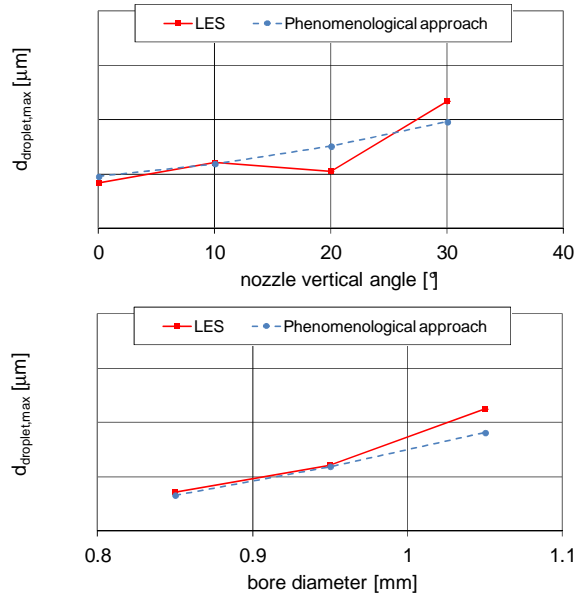 LES Phenomenological approach
d_droplet,max [µm]
0 10 20 30 40
nozzle vertical angle [°]
LES Phenomenological approach
d_droplet,max [µm]
0.8 0.9 1 1.1
bore diameter [mm]